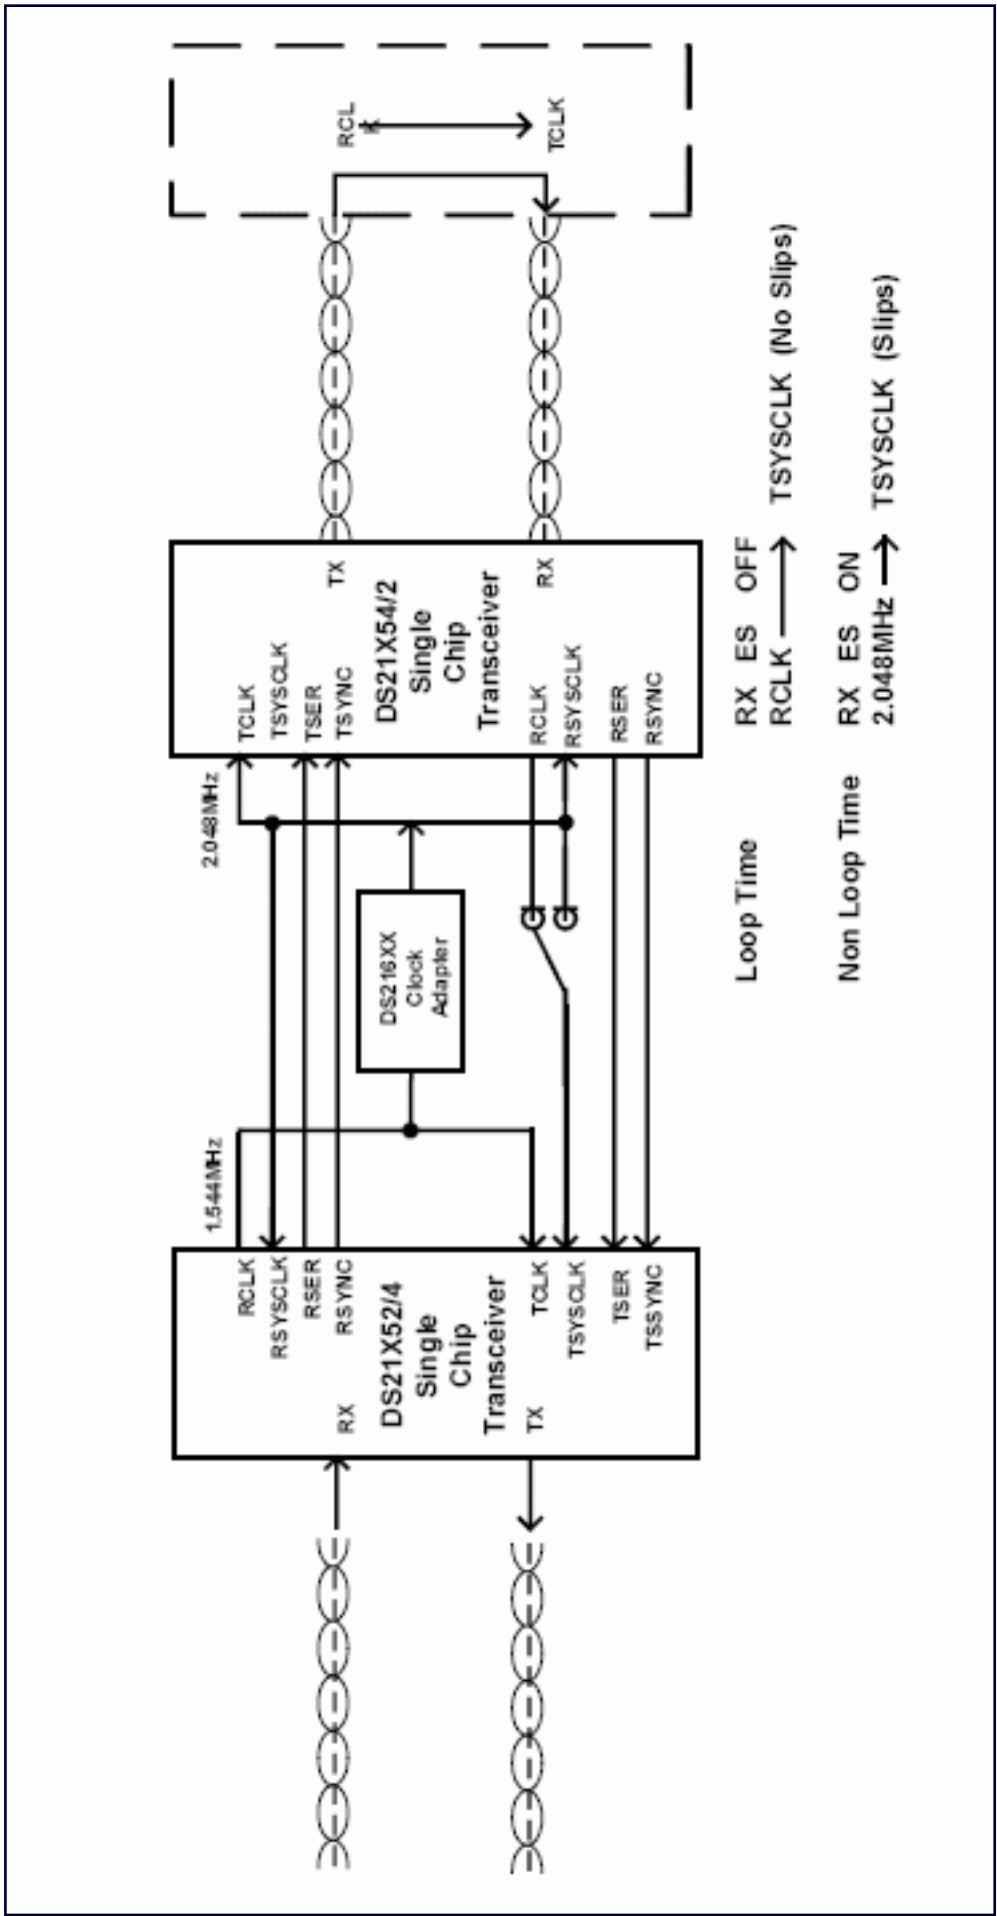 1.544MHz
2.048MHz
RCLK
RSYSCLK
RSER
RSYNC
RX
DS21X52/4
Single
Chip
Transceiver
TX
TCLK
TSYSCLK
TSER
TSSYNC
DS216XX
Clock
Adapter
TCLK
TSYSCLK
TSER
TSYNC
TX
DS21X54/2
Single
Chip
Transceiver
RX
RCLK
RSYSCLK
RSER
RSYNC
RCL
K
TCLK
Loop Time RX ES OFF
RCLK TSYSCLK (No Slips)
Non Loop Time RX ES ON
2.048MHz TSYSCLK (Slips)